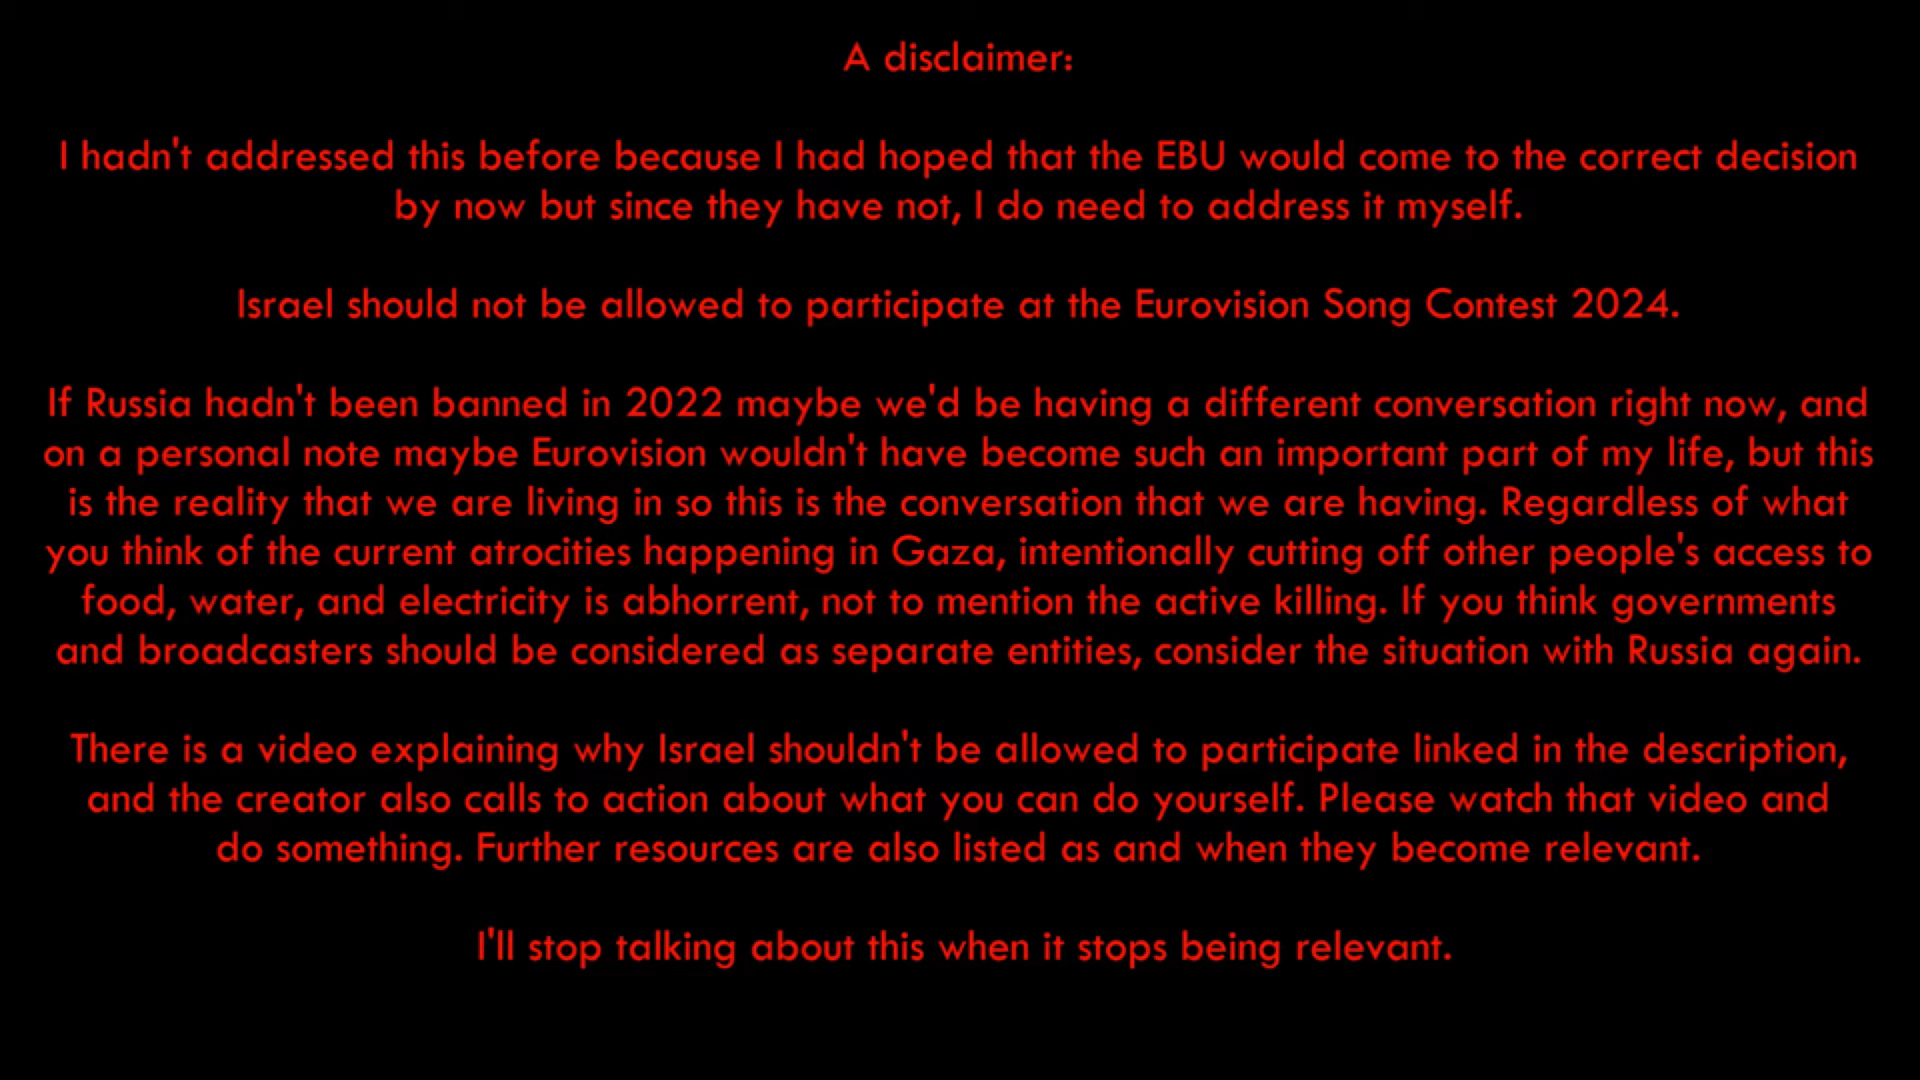 A disclaimer:
I hadn't addressed this before because I had hoped that the EBU would come to the correct decision
by now but since they have not, I do need to address it myself.
Israel should not be allowed to participate at the Eurovision Song Contest 2024.
If Russia hadn't been banned in 2022 maybe we'd be having a different conversation right now, and
on a personal note maybe Eurovision wouldn't have become such an important part of my life, but this
is the reality that we are living in so this is the conversation that we are having. Regardless of what
you think of the current atrocities happening in Gaza, intentionally cutting off other people's access to
food, water, and electricity is abhorrent, not to mention the active killing. If you think governments
and broadcasters should be considered as separate entities, consider the situation with Russia again.
There is a video explaining why Israel shouldn't be allowed to participate linked in the description,
and the creator also calls to action about what you can do yourself. Please watch that video and
do something. Further resources are also listed as and when they become relevant.
I'll stop talking about this when it stops being relevant.